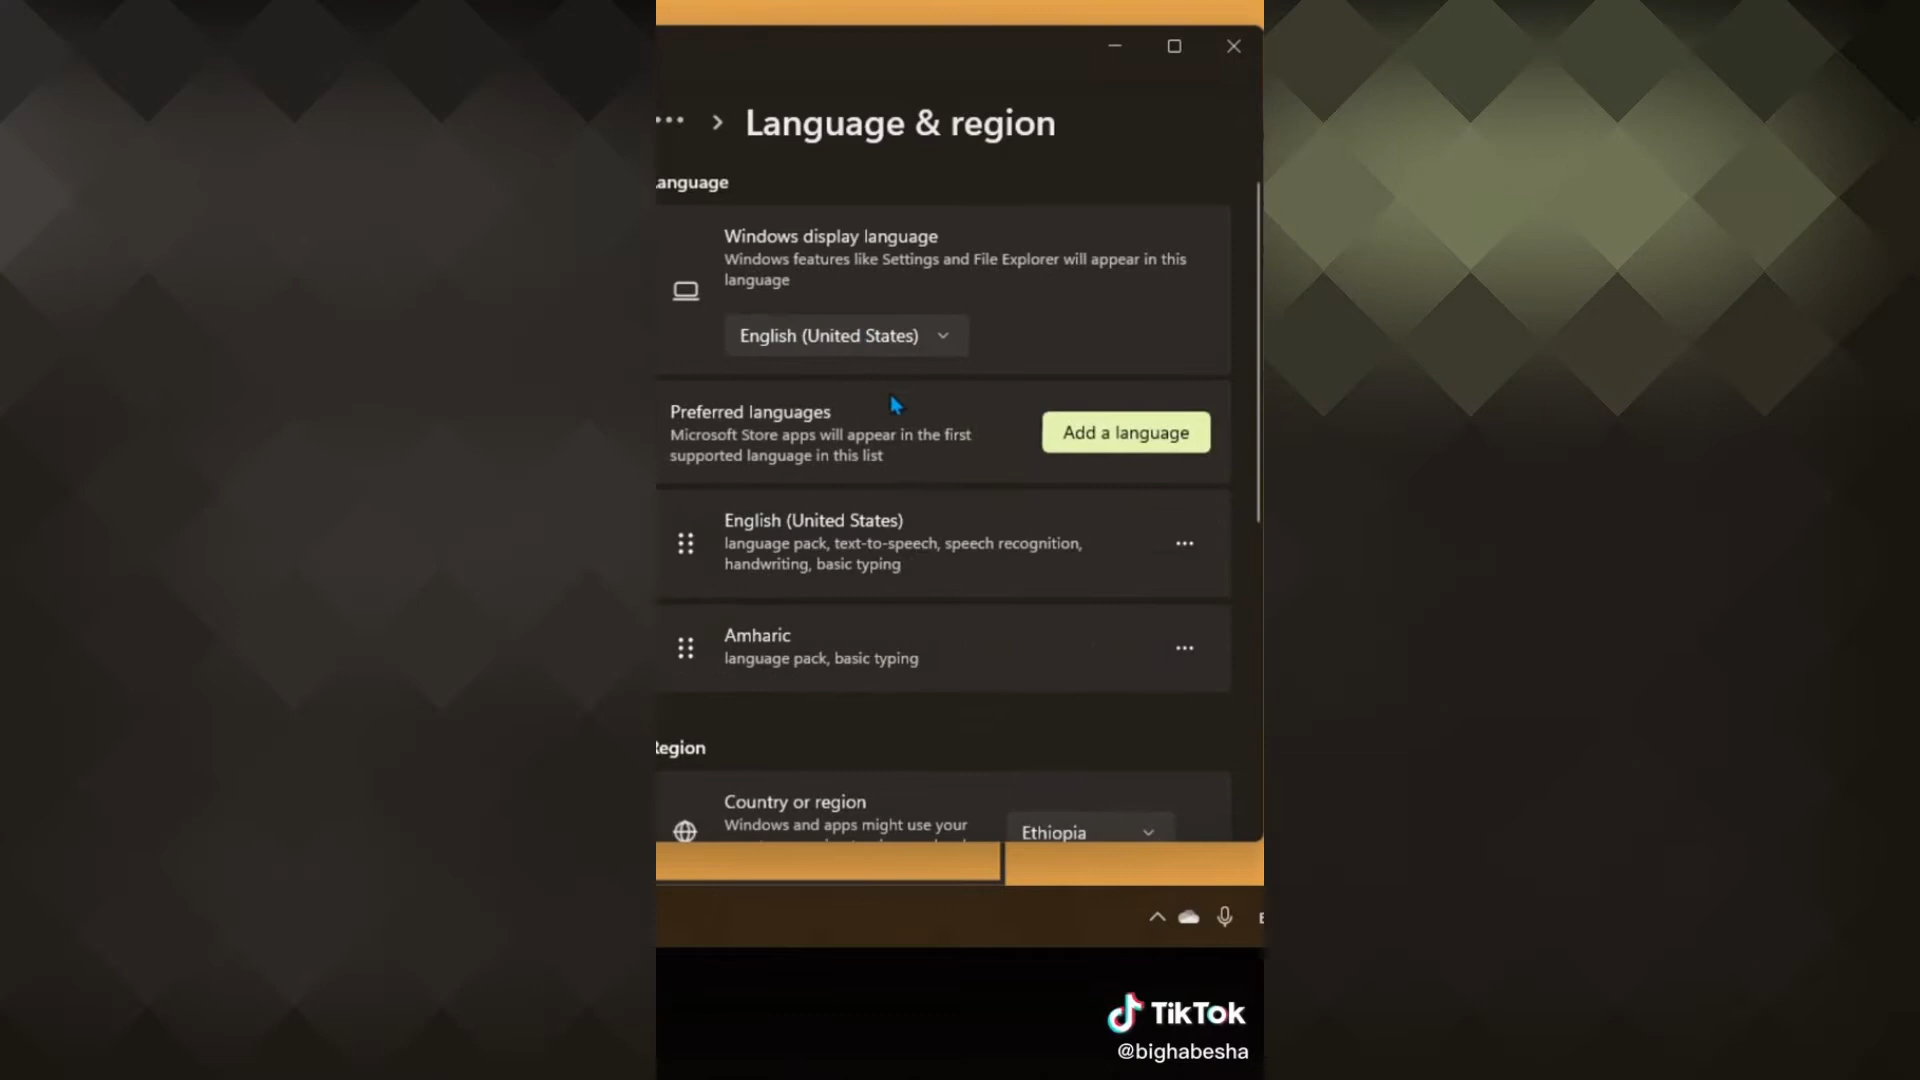 Language & region
anguage
Windows display language
Windows features like Settings and File Explorer will appear in this
language
English (United States)
Preferred languages
Microsoft Store apps will appear in the first
supported language in this list
Add a language
English (United States)
language pack, text-to-speech, speech recognition,
handwriting, basic typing
Amharic
language pack, basic typing
Region
Country or region
Windows and apps might use your
Ethiopia
TikTok
@bighabesha